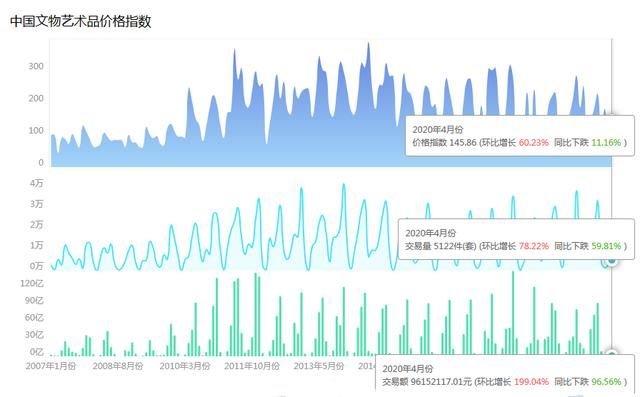 中国文物艺术品价格指数
300
200
100
0
2020年4月份
价格指数 145.86 (环比增长 60.23% 同比下跌 11.16% )
4万
3万
2万
1万
0万
2020年4月份
交易量 5122件(套) (环比增长 78.22% 同比下跌 59.81% )
120亿
90亿
60亿
30亿
0亿
2007年1月份 2008年8月份 2010年3月份 2011年10月份 2013年5月份 2014
2020年4月份
交易额 96152117.01元 (环比增长 199.04% 同比下跌 96.56% )